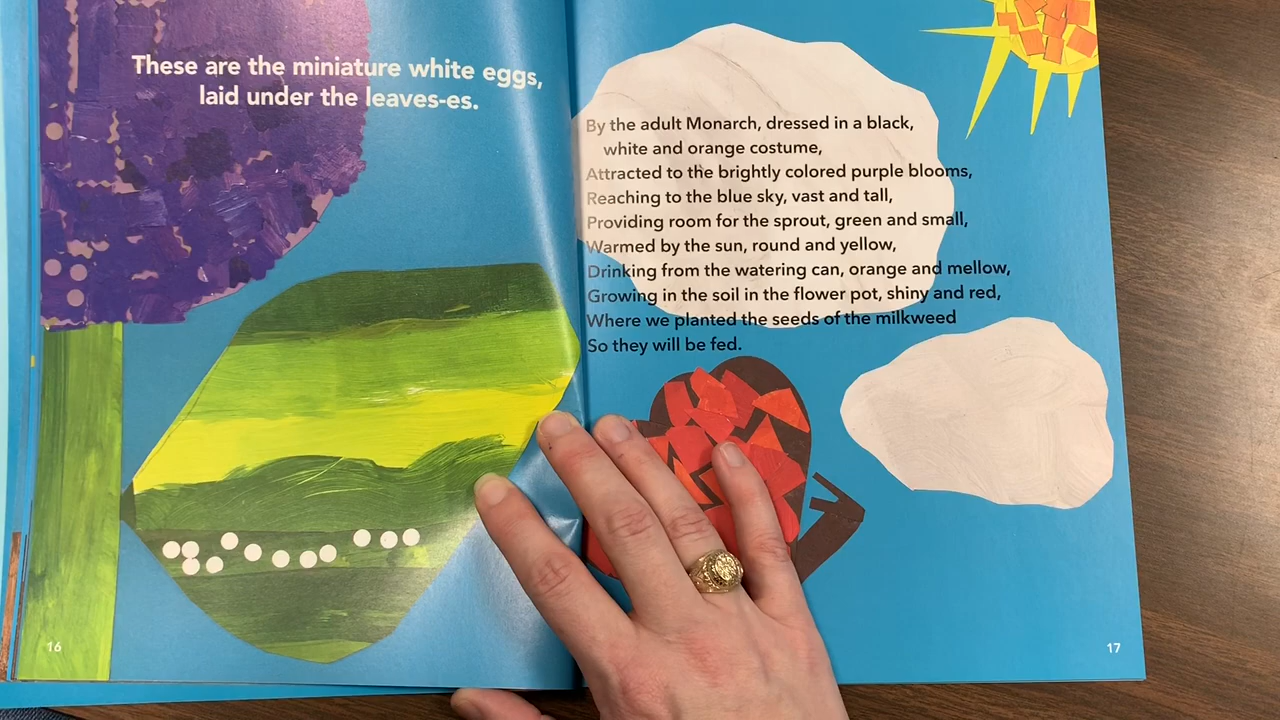 These are the miniature white eggs,
laid under the leaves-es.
By the adult Monarch, dressed in a black,
white and orange costume,
Attracted to the brightly colored purple blooms,
Reaching to the blue sky, vast and tall,
Providing room for the sprout, green and small,
Warmed by the sun, round and yellow,
Drinking from the watering can, orange and mellow,
Growing in the soil in the flower pot, shiny and red,
Where we planted the seeds of the milkweed
So they will be fed.
16
17